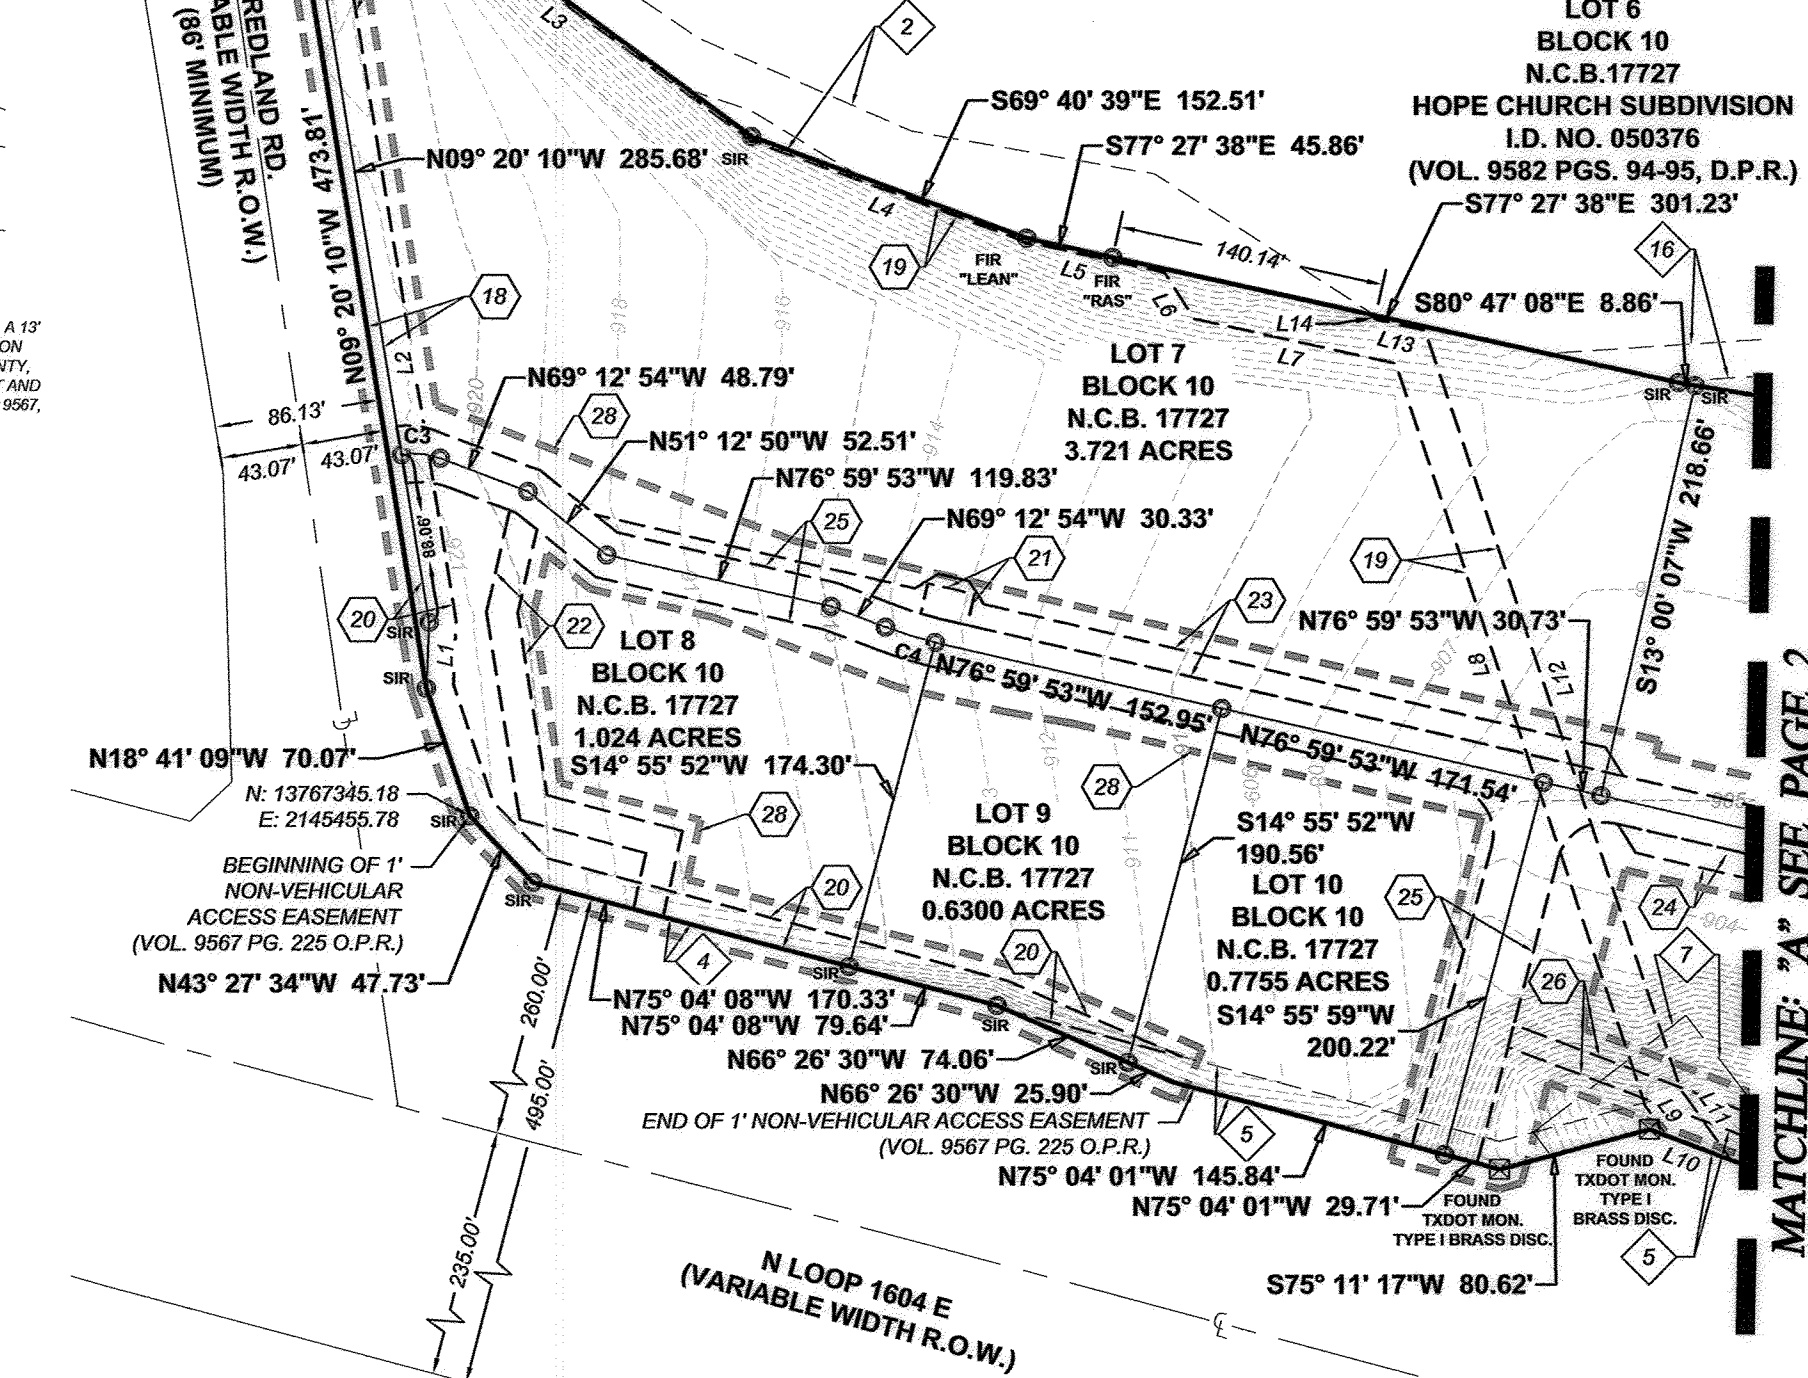 REDLAND RD.
ABLE WIDTH R.O.W.)
(86' MINIMUM)
N09° 20' 10"W 473.81'
L3
2
S69° 40' 39"E 152.51'
S77° 27' 38"E 45.86'
LOT 6
BLOCK 10
N.C.B.17727
HOPE CHURCH SUBDIVISION
I.D. NO. 050376
(VOL. 9582 PGS. 94-95, D.P.R.)
S77° 27' 38"E 301.23'
N09° 20' 10"W 285.68'
SIR
L4
19
FIR
"LEAN"
L5
FIR
"RAS"
L6
140.14'
16
S80° 47' 08"E 8.86'
SIR
SIR
L14
L13
L7
18
L2
918
916
914
920
A 13'
ON
NTY,
T AND
9567,
86.13'
43.07'
43.07'
C3
N69° 12' 54"W 48.79'
28
N51° 12' 50"W 52.51'
N76° 59' 53"W 119.83'
25
N69° 12' 54"W 30.33'
21
LOT 7
BLOCK 10
N.C.B. 17727
3.721 ACRES
19
23
N76° 59' 53"W 30.73'
S13° 00' 07"W 218.66'
L8
L12
907
88.06'
20
SIR
L1
SIR
22
LOT 8
BLOCK 10
N.C.B. 17727
1.024 ACRES
S14° 55' 52"W 174.30'
C4
N76° 59' 53"W 152.95'
912
N76° 59' 53"W 171.54'
28
N18° 41' 09"W 70.07'
N: 13767345.18
E: 2145455.78
SIR
BEGINNING OF 1'
NON-VEHICULAR
ACCESS EASEMENT
(VOL. 9567 PG. 225 O.P.R.)
N43° 27' 34"W 47.73'
SIR
28
20
LOT 9
BLOCK 10
N.C.B. 17727
0.6300 ACRES
911
S14° 55' 52"W
190.56'
LOT 10
BLOCK 10
N.C.B. 17727
0.7755 ACRES
S14° 55' 59"W
200.22'
25
24
904
905
7
26
4
SIR
20
SIR
260.00'
495.00'
235.00'
N75° 04' 08"W 170.33'
N75° 04' 08"W 79.64'
N66° 26' 30"W 74.06'
SIR
N66° 26' 30"W 25.90'
END OF 1' NON-VEHICULAR ACCESS EASEMENT
(VOL. 9567 PG. 225 O.P.R.)
5
N75° 04' 01"W 145.84'
N75° 04' 01"W 29.71'
FOUND
TXDOT MON.
TYPE I BRASS DISC.
FOUND
TXDOT MON.
TYPE I
BRASS DISC.
L9
L11
L10
5
S75° 11' 17"W 80.62'
N LOOP 1604 E
(VARIABLE WIDTH R.O.W.)
MATCHLINE: "A" SEE PAGE 2